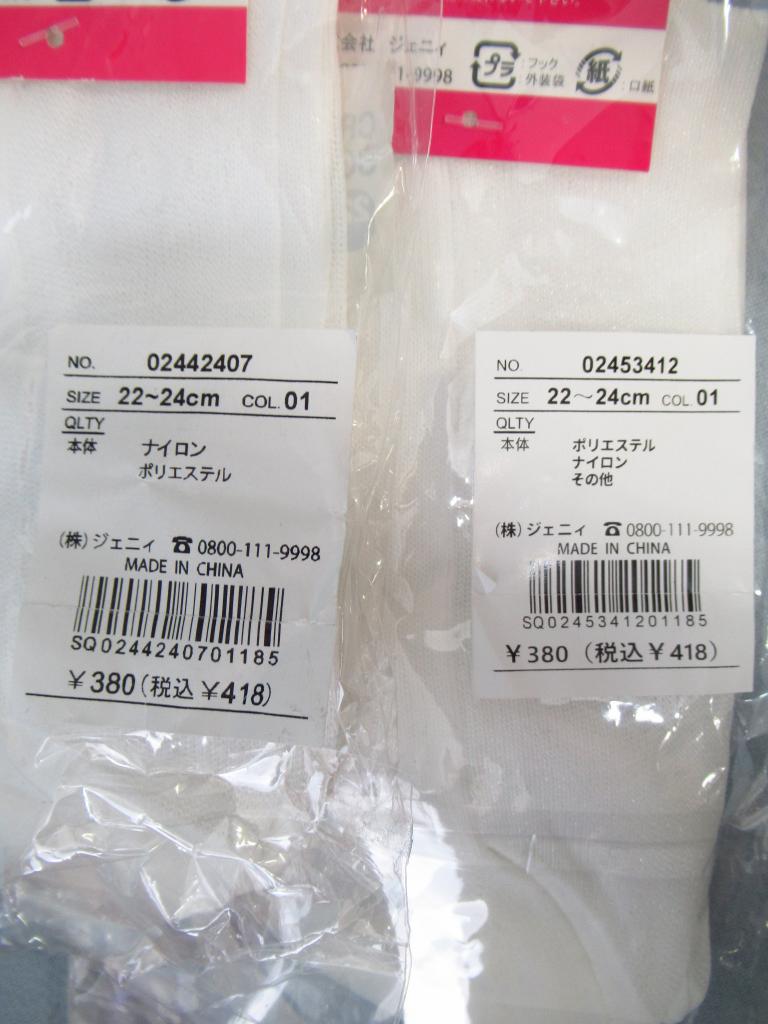 会社 ジェニィ
1-9998
プラ
:フック
:外装袋
紙
:口紙
NO. 02442407
SIZE 22~24cm COL. 01
QLTY
本体 ナイロン
ポリエステル
(株)ジェニィ ☎0800-111-9998
MADE IN CHINA
SQ0244240701185
¥380(税込¥418)
NO. 02453412
SIZE 22～24cm COL. 01
QLTY
本体 ポリエステル
ナイロン
その他
(株)ジェニィ ☎0800-111-9998
MADE IN CHINA
SQ0245341201185
¥380 (税込¥418)